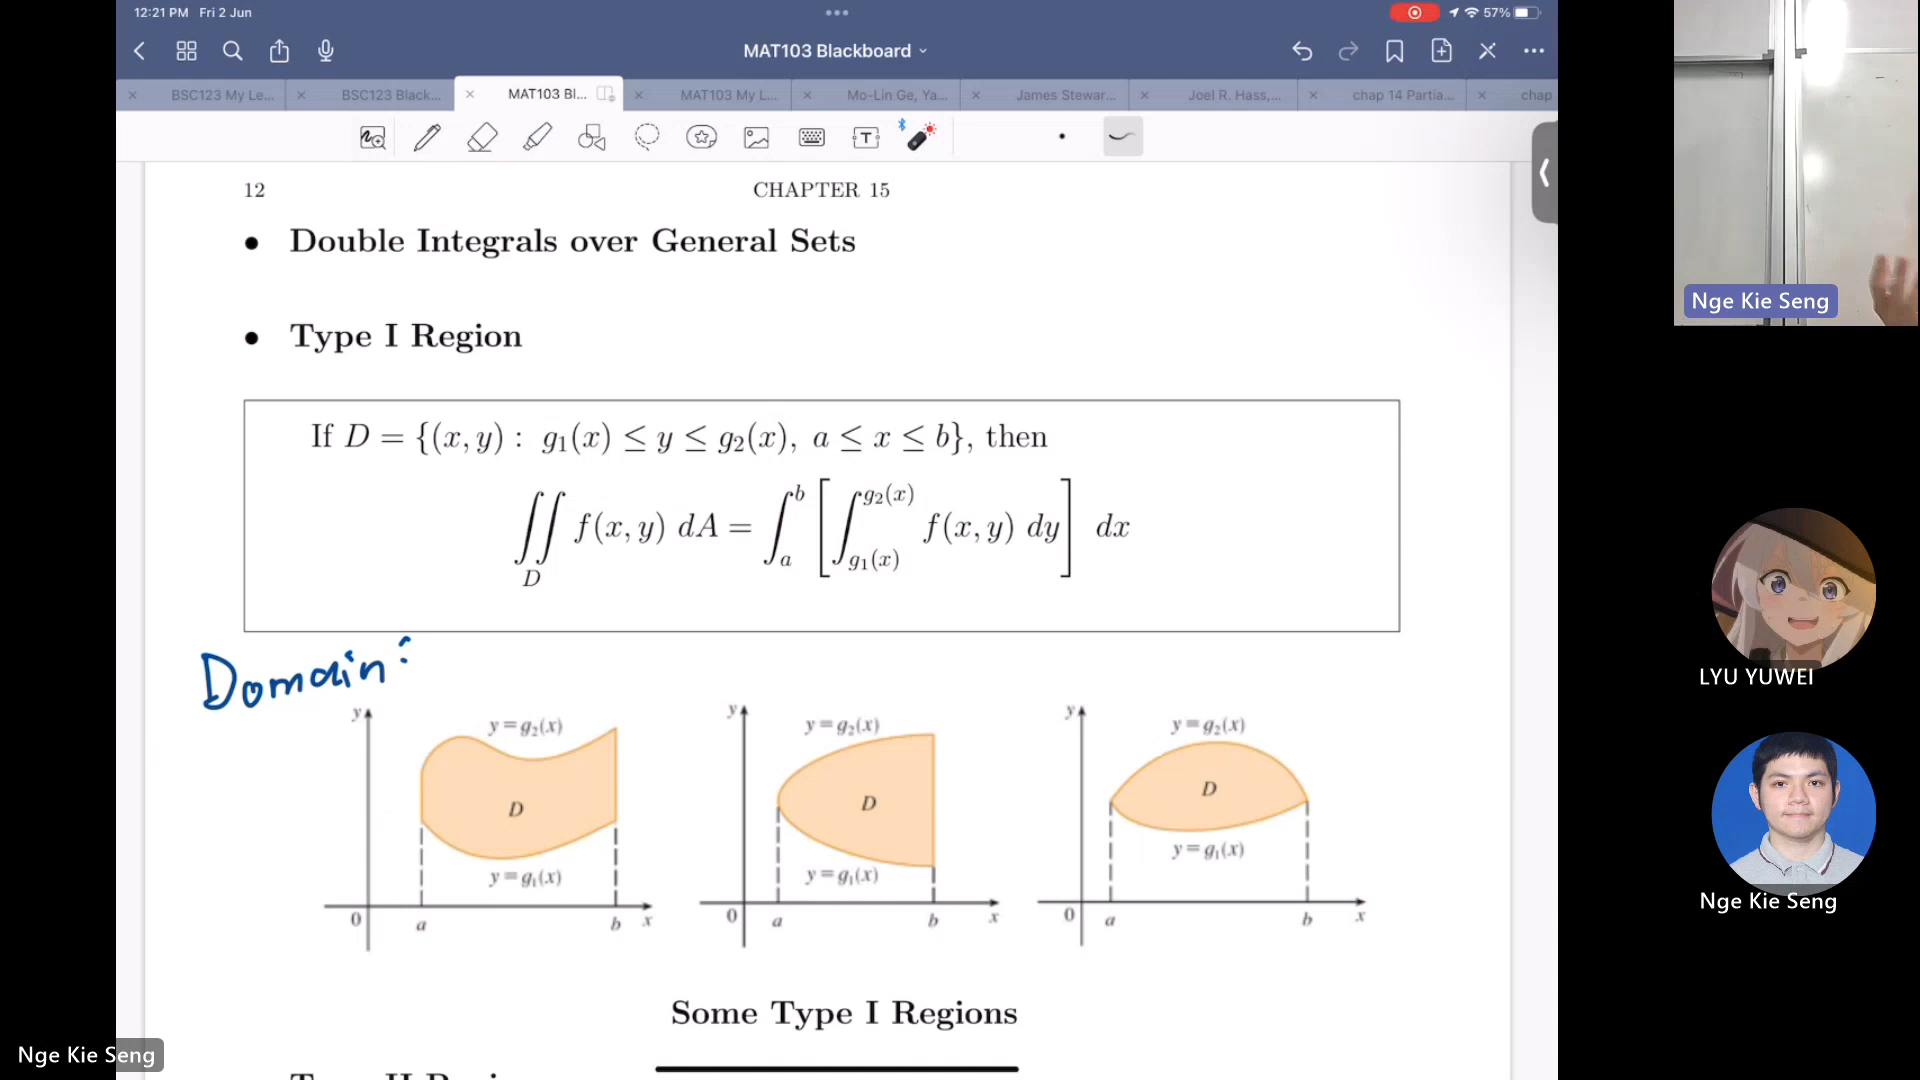 12:21 PM Fri 2 Jun
57%
MAT103 Blackboard
BSC123 My Le...
BSC123 Black...
MAT103 Bl...
MAT103 My L...
Mo-Lin Ge, Ya...
James Stewar...
Joel R. Hass,...
chap 14 Partia...
chap
12 CHAPTER 15
• Double Integrals over General Sets
• Type I Region
If D = {(x, y) : g₁(x) ≤ y ≤ g₂(x), a ≤ x ≤ b}, then
∬_D f(x, y) dA = ∫_a^b [∫_{g₁(x)}^{g₂(x)} f(x, y) dy] dx
Domain:
y y = g₂(x) D y = g₁(x) 0 a b x
y y = g₂(x) D y = g₁(x) 0 a b x
y y = g₂(x) D y = g₁(x) 0 a b x
Some Type I Regions
Nge Kie Seng
LYU YUWEI
Nge Kie Seng
Nge Kie Seng